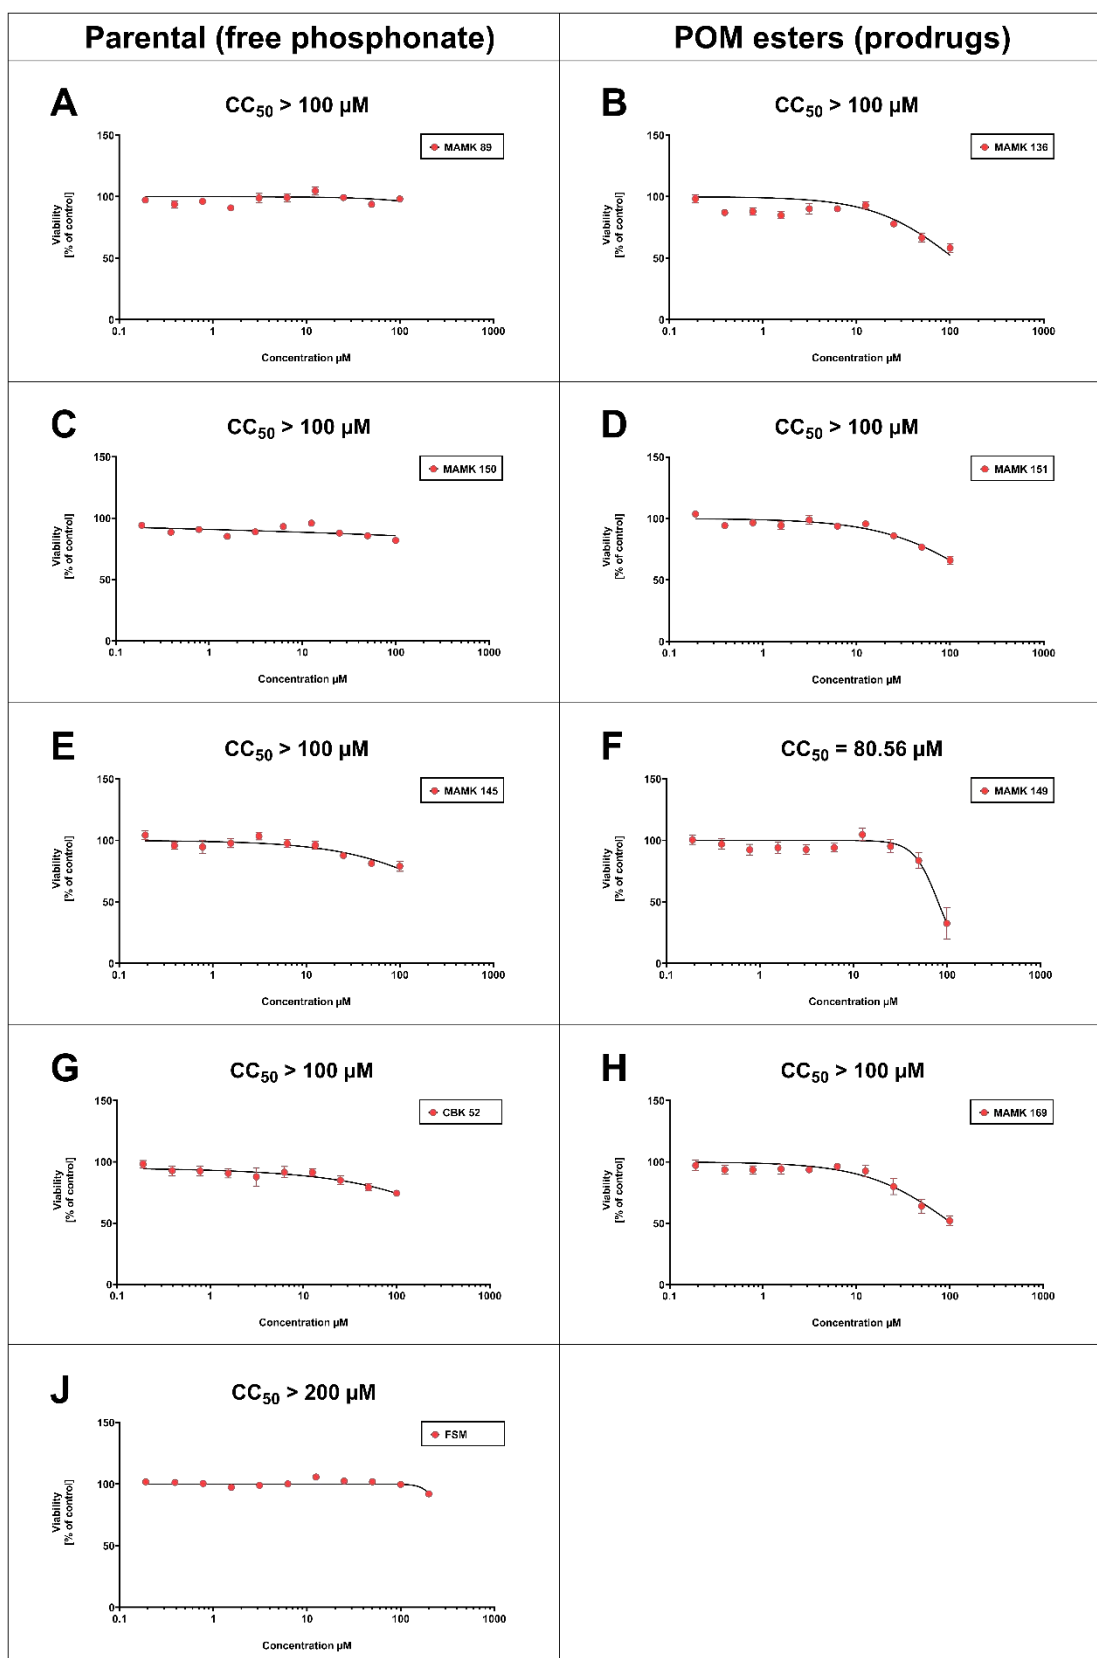 Parental (free phosphonate)
POM esters (prodrugs)
A
CC50 > 100 µM
MAMK 89
Viability
[% of control]
150
100
50
0
0.1 1 10 100 1000
Concentration µM
B
CC50 > 100 µM
MAMK 136
Viability
[% of control]
150
100
50
0
0.1 1 10 100 1000
Concentration µM
C
CC50 > 100 µM
MAMK 150
Viability
[% of control]
150
100
50
0
0.1 1 10 100 1000
Concentration µM
D
CC50 > 100 µM
MAMK 151
Viability
[% of control]
150
100
50
0
0.1 1 10 100 1000
Concentration µM
E
CC50 > 100 µM
MAMK 145
Viability
[% of control]
150
100
50
0
0.1 1 10 100 1000
Concentration µM
F
CC50 = 80.56 µM
MAMK 149
Viability
[% of control]
150
100
50
0
0.1 1 10 100 1000
Concentration µM
G
CC50 > 100 µM
CBK 52
Viability
[% of control]
150
100
50
0
0.1 1 10 100 1000
Concentration µM
H
CC50 > 100 µM
MAMK 169
Viability
[% of control]
150
100
50
0
0.1 1 10 100 1000
Concentration µM
J
CC50 > 200 µM
FSM
Viability
[% of control]
150
100
50
0
0.1 1 10 100 1000
Concentration µM